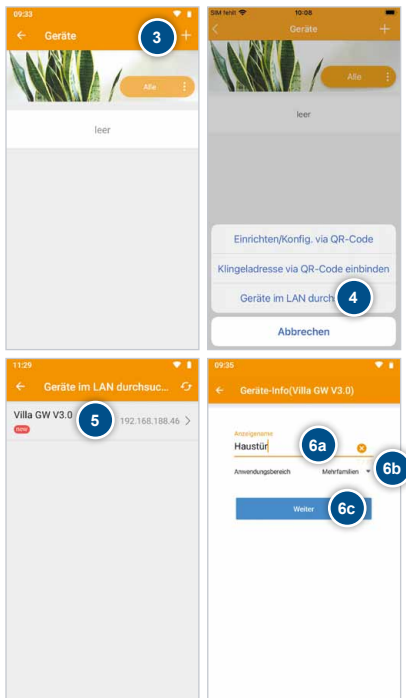 09:33
Geräte
3
Alle
leer
SIM fehlt 10:08
Geräte
Alle
leer
Einrichten/Konfig. via QR-Code
Klingeladresse via QR-Code einbinden
Geräte im LAN durch
4
Abbrechen
11:29
Geräte im LAN durchsuc...
Villa GW V3.0
new
5
192.168.188.46
09:35
Geräte-Info(Villa GW V3.0)
Anzeigename
Haustür
6a
Anwendungsbereich Mehrfamilien
6b
Weiter
6c